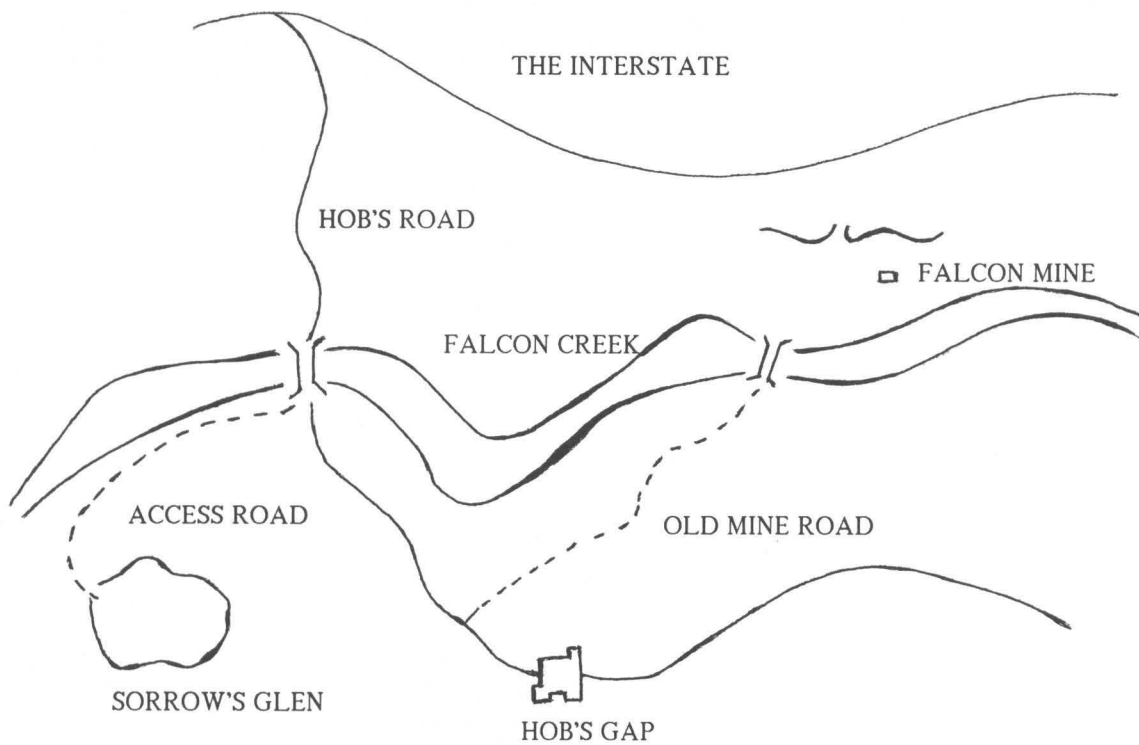 THE INTERSTATE
HOB'S ROAD
FALCON MINE
FALCON CREEK
ACCESS ROAD
OLD MINE ROAD
SORROW'S GLEN
HOB'S GAP